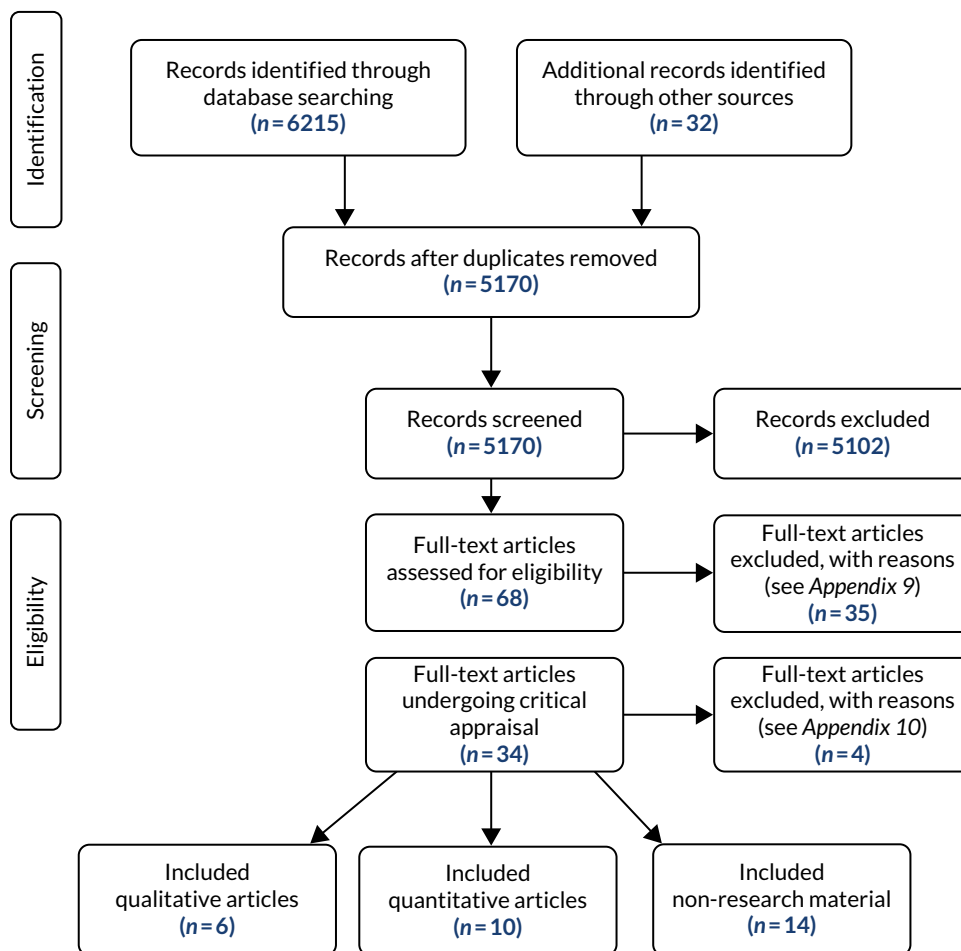 Identification
Records identified through
database searching
(n=6215)
Additional records identified
through other sources
(n=32)
Records after duplicates removed
(n=5170)
Screening
Records screened
(n=5170)
Records excluded
(n=5102)
Eligibility
Full-text articles
assessed for eligibility
(n=68)
Full-text articles
excluded, with reasons
(see Appendix 9)
(n=35)
Full-text articles
undergoing critical
appraisal
(n=34)
Full-text articles
excluded, with reasons
(see Appendix 10)
(n=4)
Included
qualitative articles
(n=6)
Included
quantitative articles
(n=10)
Included
non-research material
(n=14)